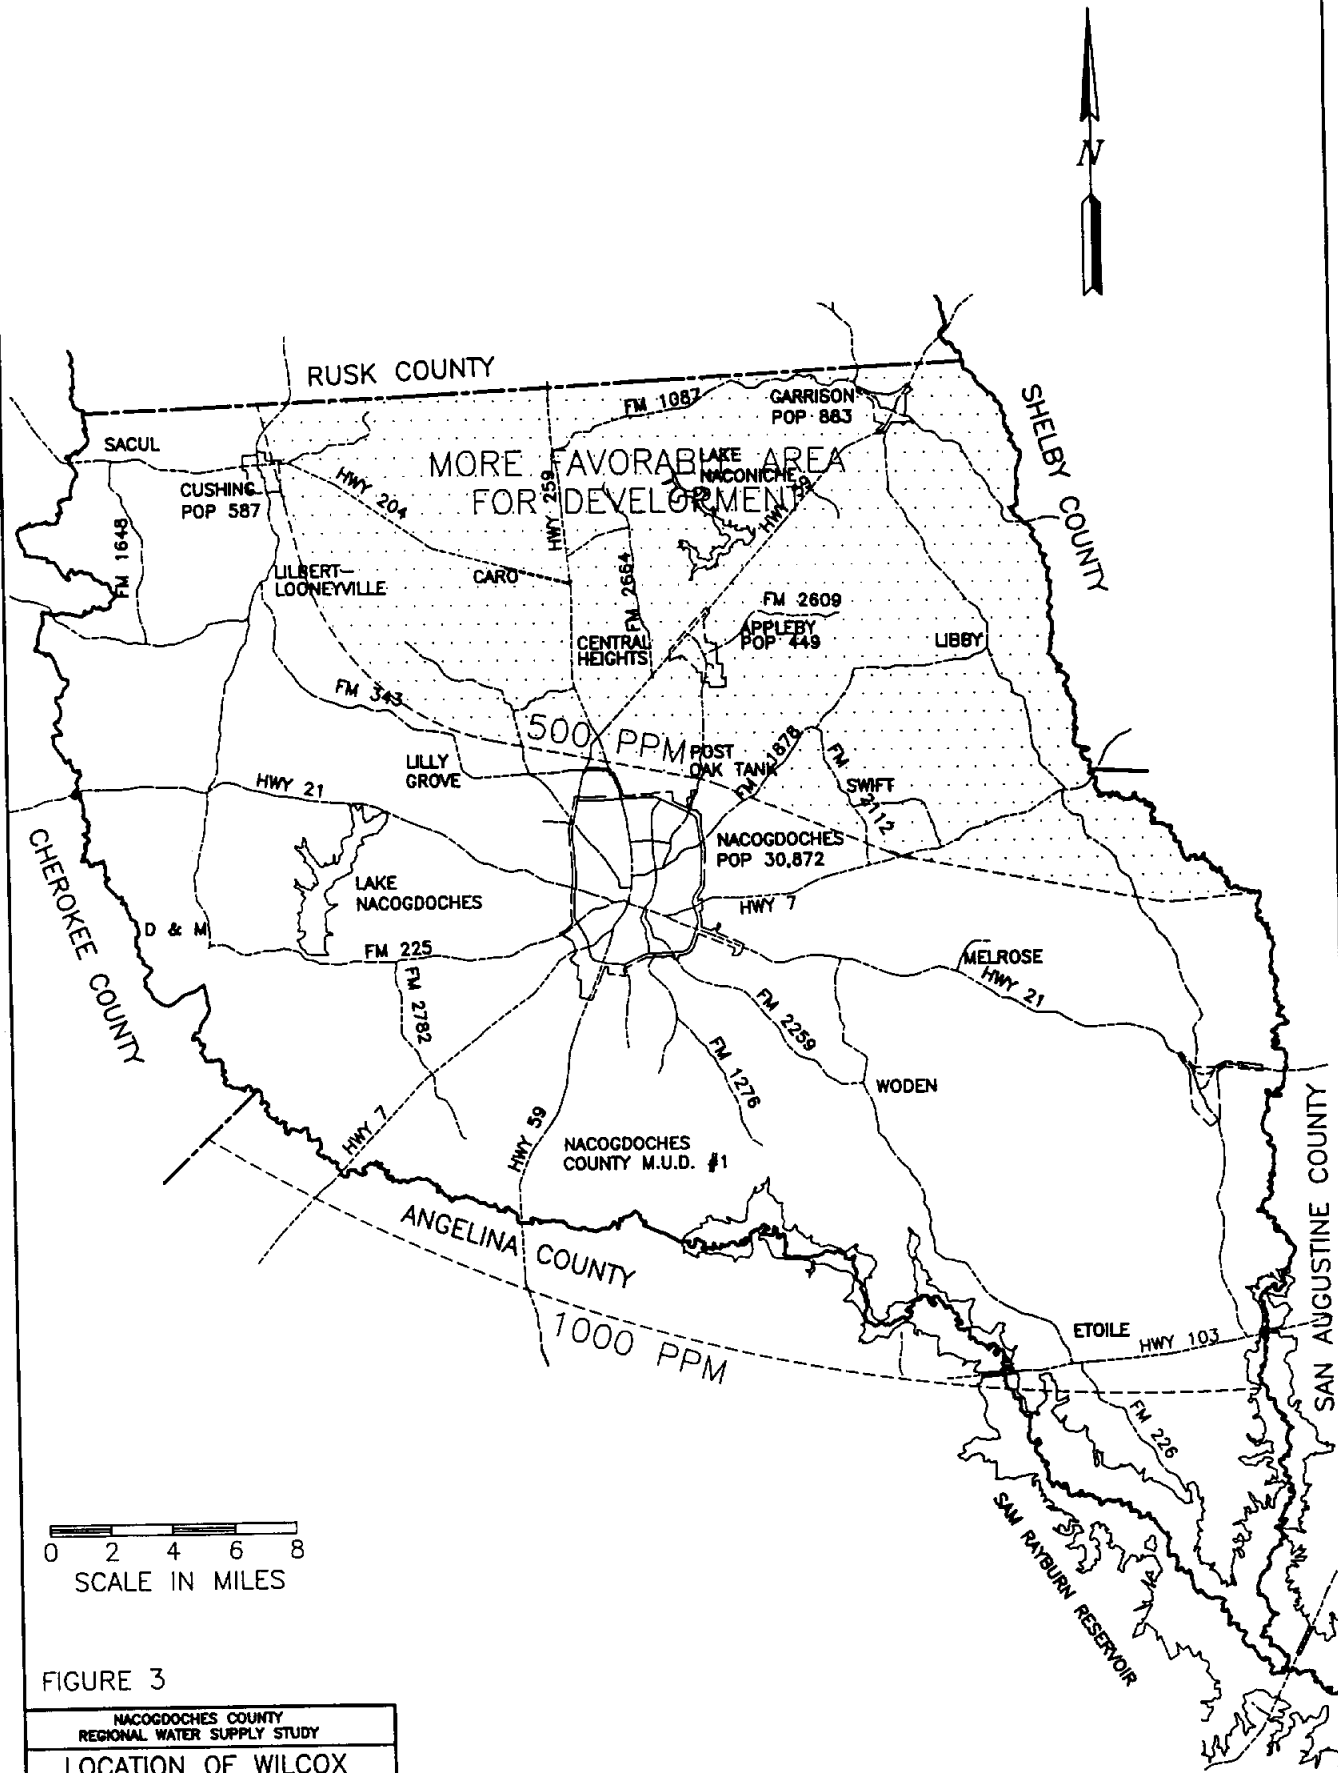 N
RUSK COUNTY
SHELBY COUNTY
SACUL
CUSHING
POP 587
FM 1648
HWY 204
LILBERT-
LOONEYVILLE
MORE FAVORABLE AREA
FOR DEVELOPMENT
FM 1087
GARRISON
POP 883
LAKE
NACONICHE
HWY 259
HWY 59
CARO
FM 2664
CENTRAL
HEIGHTS
FM 2609
APPLEBY
POP 449
LIBBY
FM 343
500 PPM
POST
OAK TANK
FM 1878
FM 2112
SWIFT
LILLY
GROVE
HWY 21
NACOGDOCHES
POP 30,872
CHEROKEE COUNTY
LAKE
NACOGDOCHES
HWY 7
D & M
FM 225
MELROSE
HWY 21
FM 2782
FM 2259
FM 1276
WODEN
HWY 7
HWY 59
NACOGDOCHES
COUNTY M.U.D. #1
ANGELINA COUNTY
SAN AUGUSTINE COUNTY
1000 PPM
ETOILE
HWY 103
FM 226
SAM RAYBURN RESERVOIR
0 2 4 6 8
SCALE IN MILES
FIGURE 3
NACOGDOCHES COUNTY
REGIONAL WATER SUPPLY STUDY
LOCATION OF WILCOX